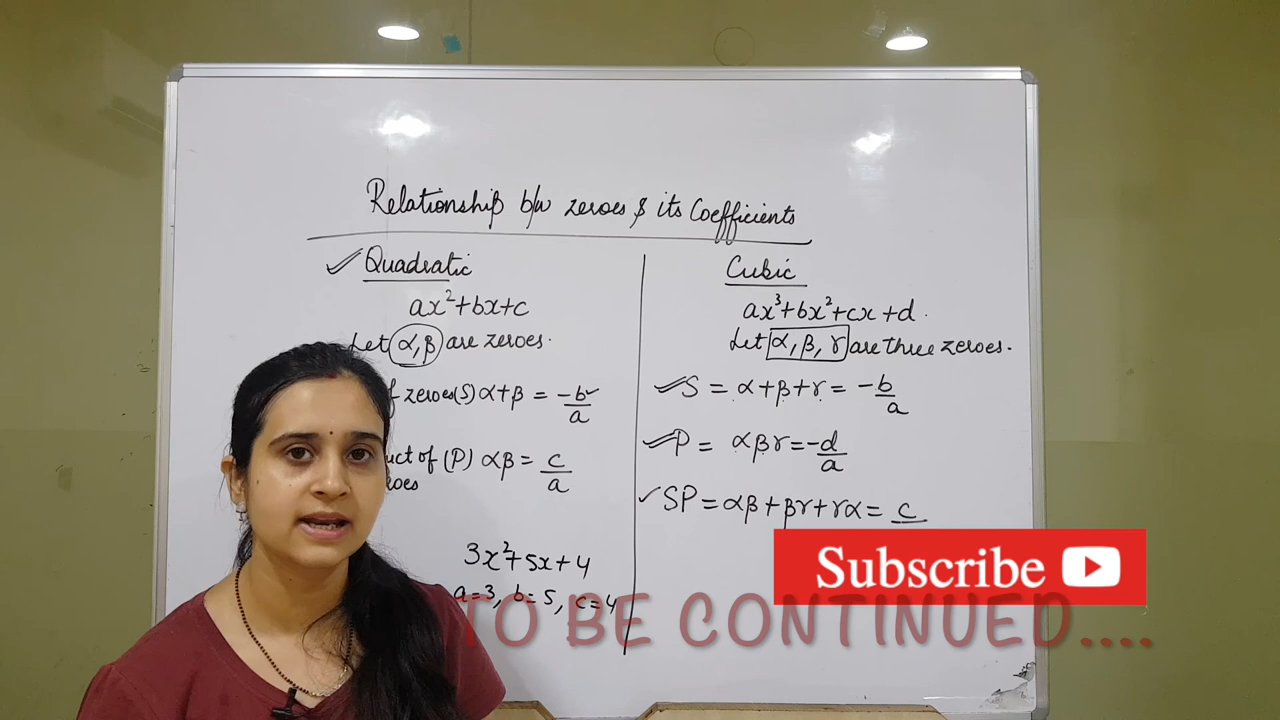 Relationship b/w zeroes & its Coefficients
Quadratic
ax²+bx+c
Let α, β are zeroes.
zeroes(S) α+β = -b/a
(P) αβ = c/a
3x²+5x+4
a=3, b=5, c=4
Cubic
ax³+bx²+cx+d.
Let α, β, γ are three zeroes.
S = α+β+γ = -b/a
P = αβγ = -d/a
SP = αβ+βγ+γα = c
Subscribe
TO BE CONTINUED....